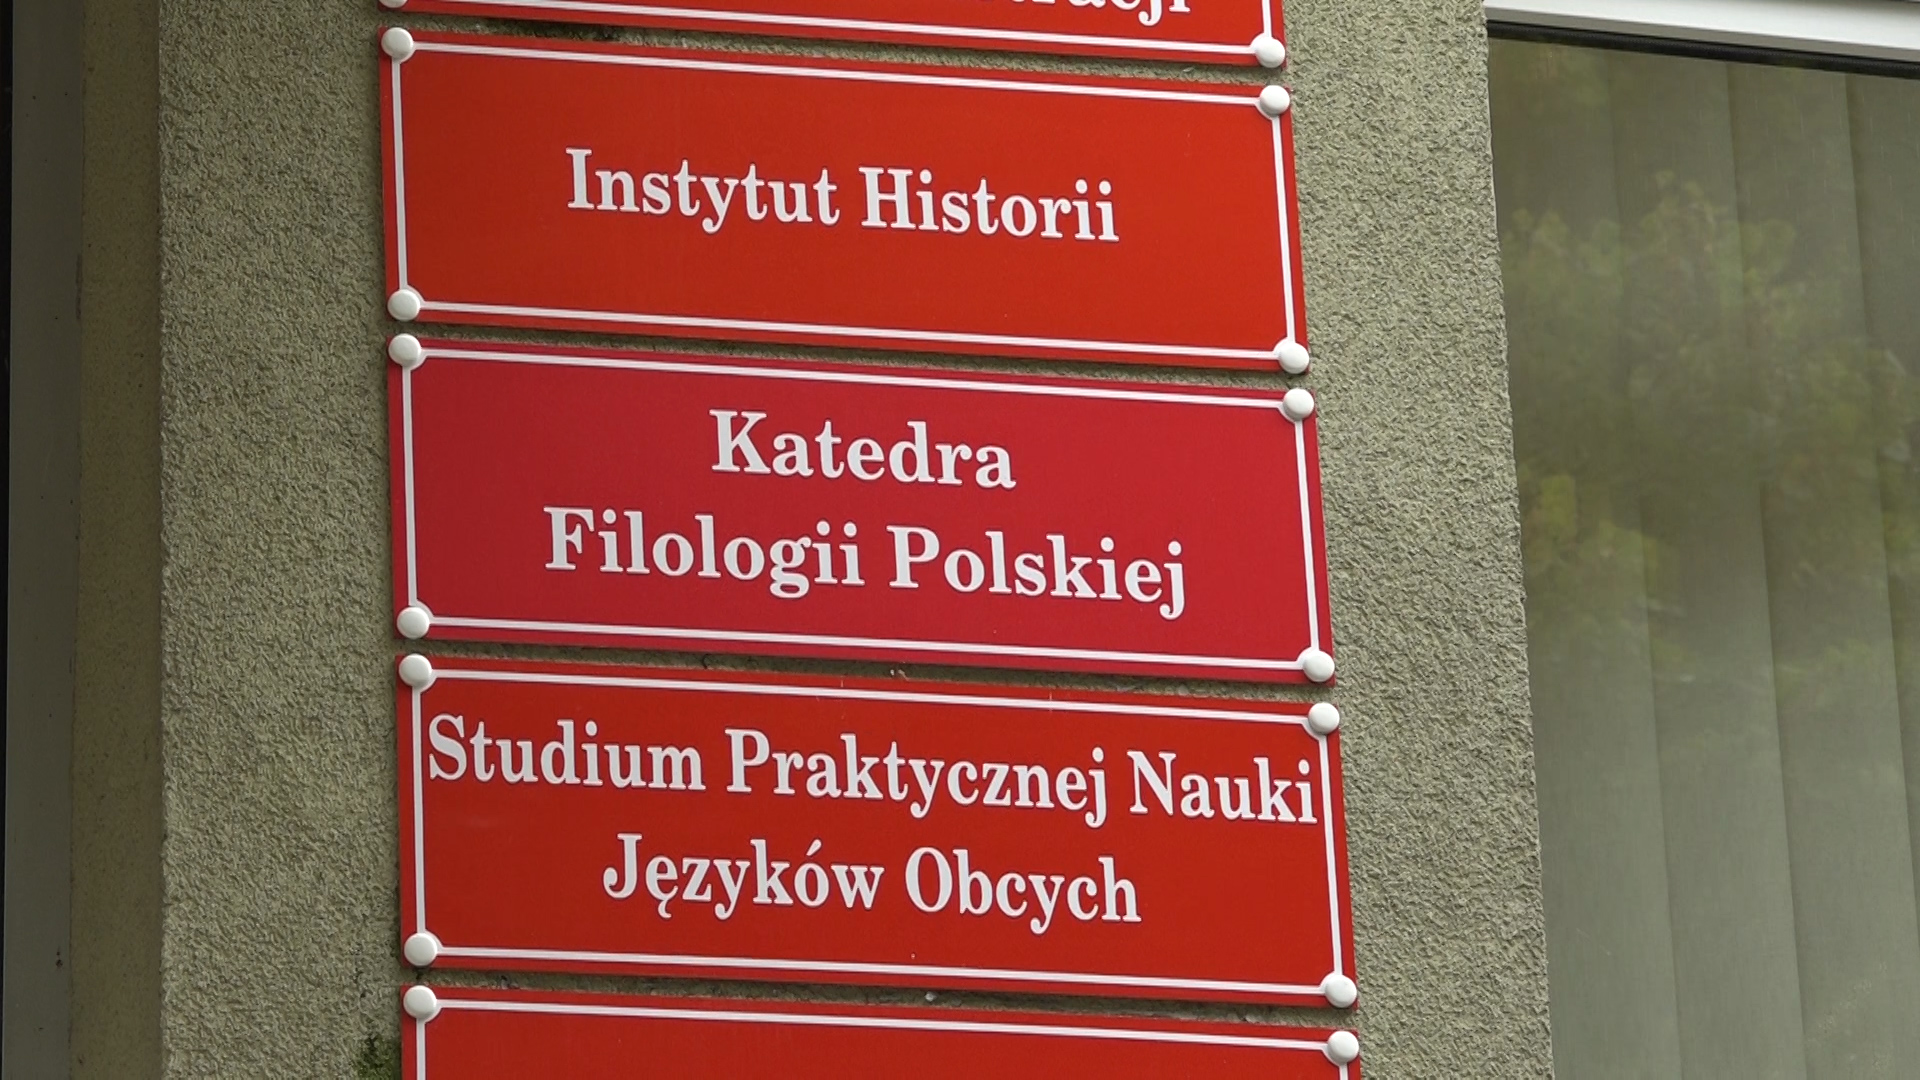 Instytut Historii
Katedra
Filologii Polskiej
Studium Praktycznej Nauki
Języków Obcych